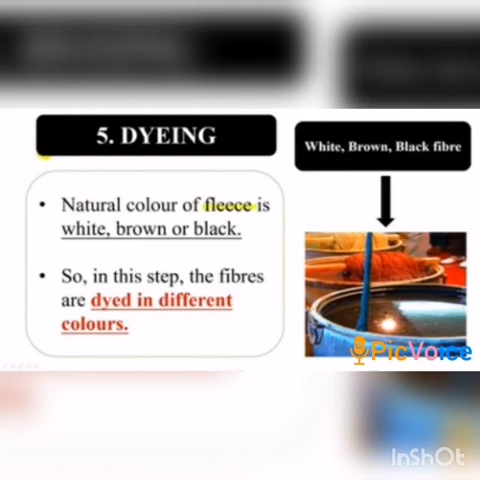 5. DYEING
White, Brown, Black fibre
• Natural colour of fleece is
white, brown or black.
• So, in this step, the fibres
are dyed in different
colours.
PicVoice
InShOt